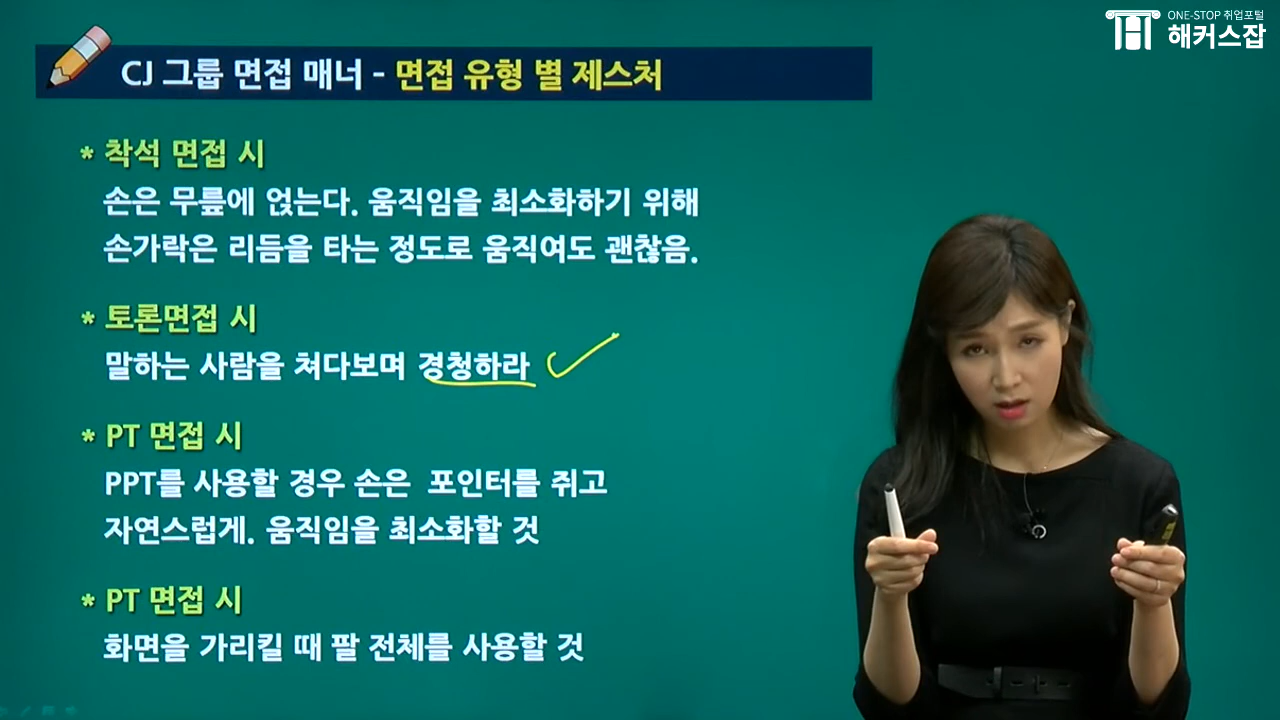 ONE-STOP 취업포털
해커스잡
CJ 그룹 면접 매너 - 면접 유형 별 제스처
* 착석 면접 시
손은 무릎에 얹는다. 움직임을 최소화하기 위해
손가락은 리듬을 타는 정도로 움직여도 괜찮음.
* 토론면접 시
말하는 사람을 쳐다보며 경청하라
* PT 면접 시
PPT를 사용할 경우 손은 포인터를 쥐고
자연스럽게. 움직임을 최소화할 것
* PT 면접 시
화면을 가리킬 때 팔 전체를 사용할 것